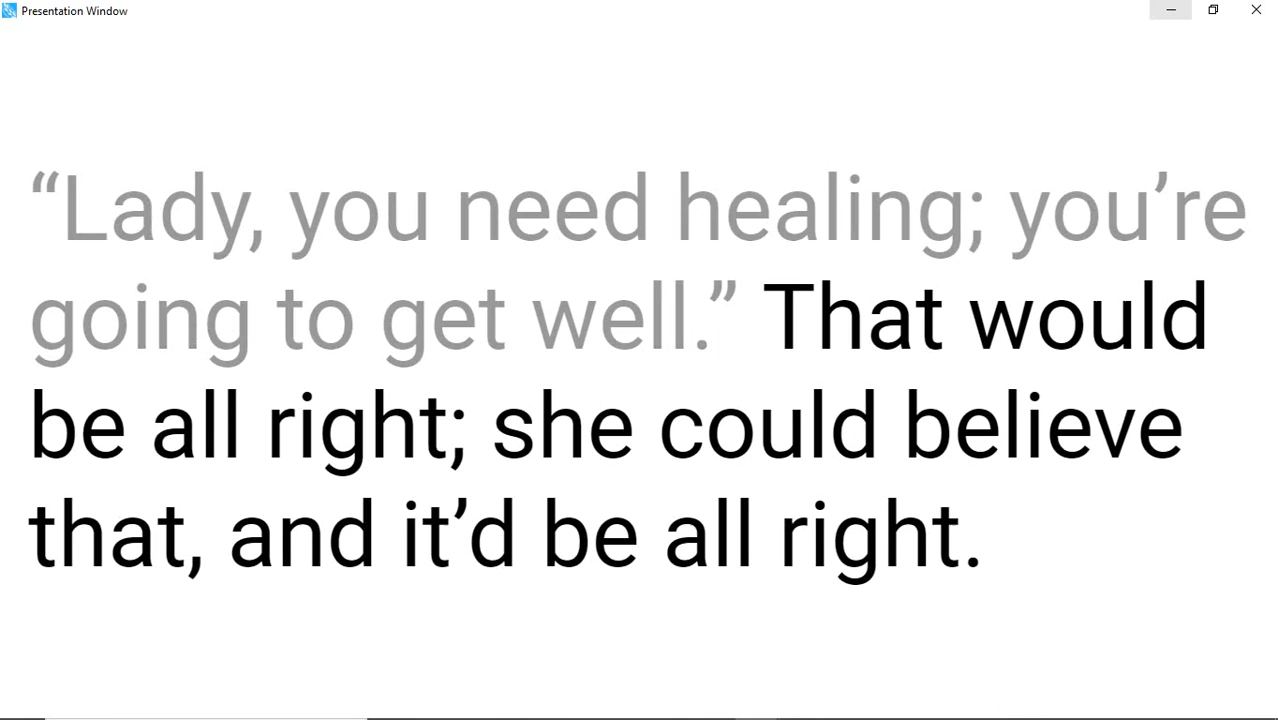 Presentation Window
“Lady, you need healing; you’re
going to get well.” That would
be all right; she could believe
that, and it’d be all right.